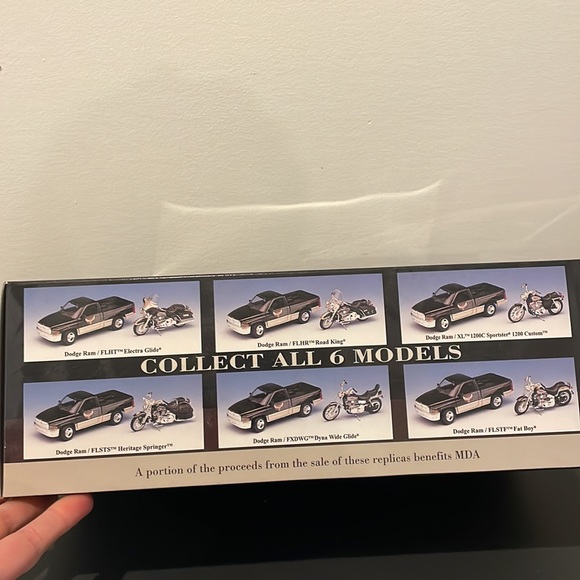 Dodge Ram / FLHT™ Electra Glide®
Dodge Ram / FLHR™ Road King®
Dodge Ram / XL™ 1200C Sportster® 1200 Custom™
COLLECT ALL 6 MODELS
Dodge Ram / FLSTS™ Heritage Springer™
Dodge Ram / FXDWG™ Dyna Wide Glide®
Dodge Ram / FLSTF™ Fat Boy®
A portion of the proceeds from the sale of these replicas benefits MDA